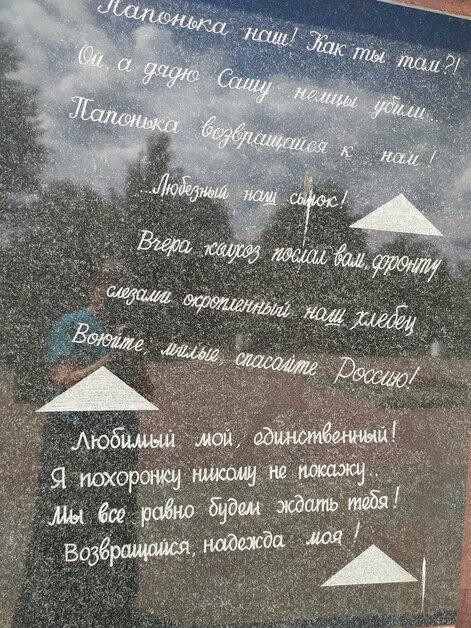 Папонька наш! Как ты там?!
Ой, а дядю Сашу немцы убили...
Папонька возвращайся к нам!
...Любезный наш сынок!
Вчера колхоз послал вам, фронту
слезами окропленный наш хлебец
Воюйте, милые, спасайте Россию!
Любимый мой, единственный!
Я похоронку никому не покажу..
Мы все равно будем ждать тебя!
Возвращайся, надежда моя!